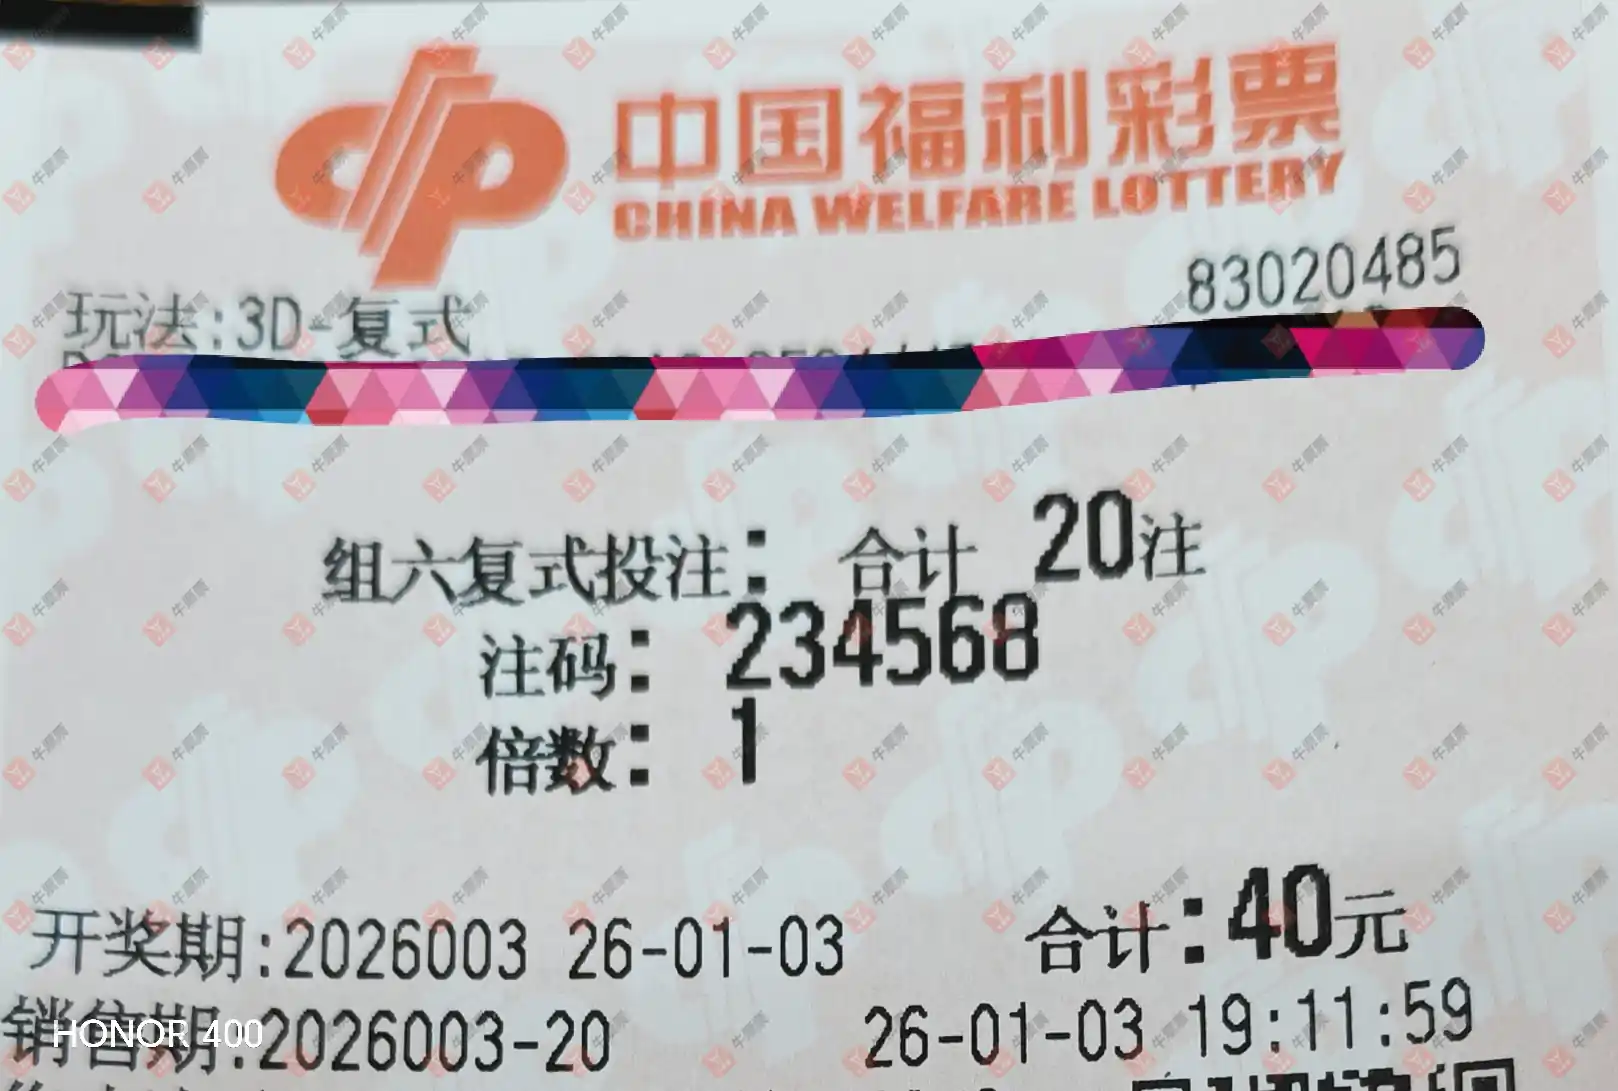 中国福利彩票
CHINA WELFARE LOTTERY
83020485
玩法:3D-复式
组六复式投注: 合计 20注
注码: 234568
倍数: 1
开奖期:2026003 26-01-03 合计:40元
销售期:2026003-20 26-01-03 19:11:59
HONOR 400